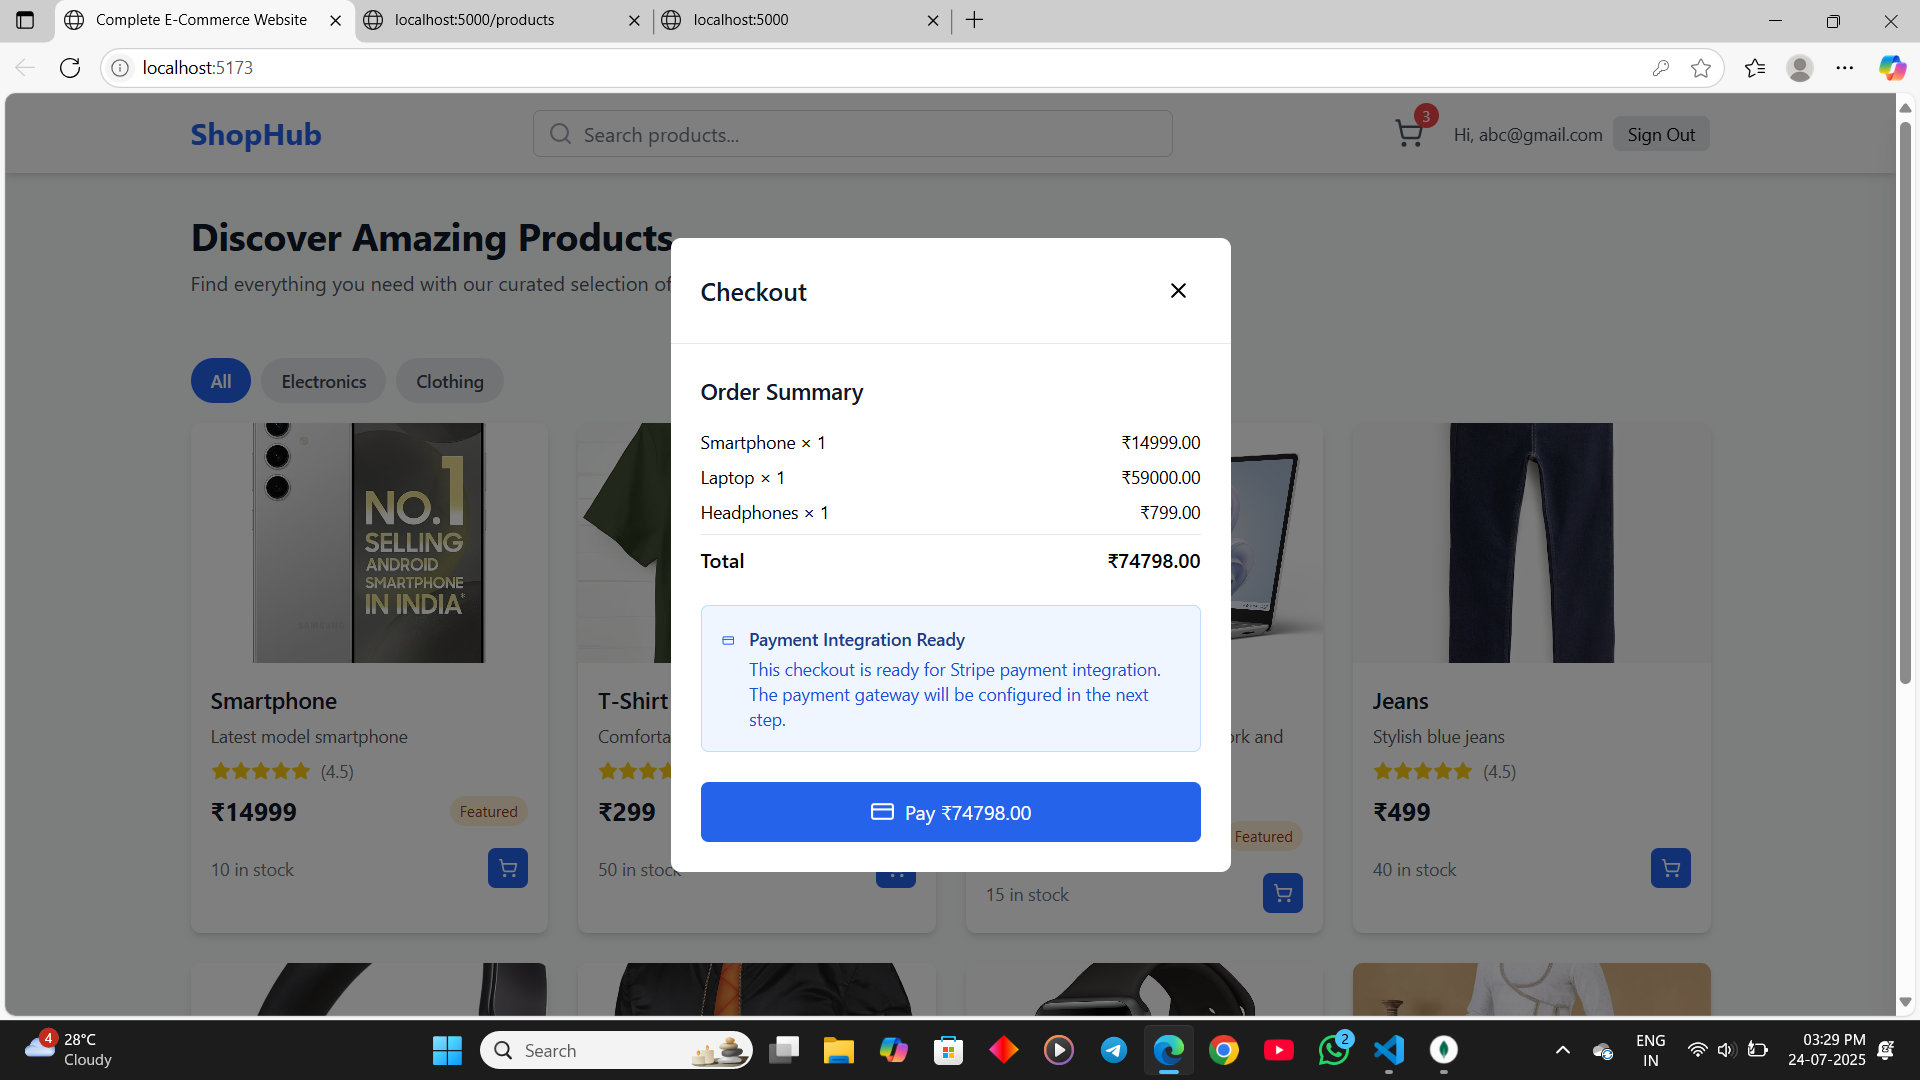 Complete E-Commerce Website
localhost:5000/products
localhost:5000
localhost:5173
ShopHub
Search products...
3
Hi, abc@gmail.com
Sign Out
Discover Amazing Products
Find everything you need with our curated selection of
All
Electronics
Clothing
Checkout
Order Summary
Smartphone × 1 ₹14999.00
Laptop × 1 ₹59000.00
Headphones × 1 ₹799.00
Total ₹74798.00
Payment Integration Ready
This checkout is ready for Stripe payment integration.
The payment gateway will be configured in the next
step.
Pay ₹74798.00
NO.1
SELLING
ANDROID
SMARTPHONE
IN INDIA*
SAMSUNG
Smartphone
Latest model smartphone
(4.5)
₹14999
Featured
10 in stock
T-Shirt
₹299
50 in stock
rk and
Featured
15 in stock
Jeans
Stylish blue jeans
(4.5)
₹499
40 in stock
4
28°C
Cloudy
Search
2
ENG
IN
03:29 PM
24-07-2025